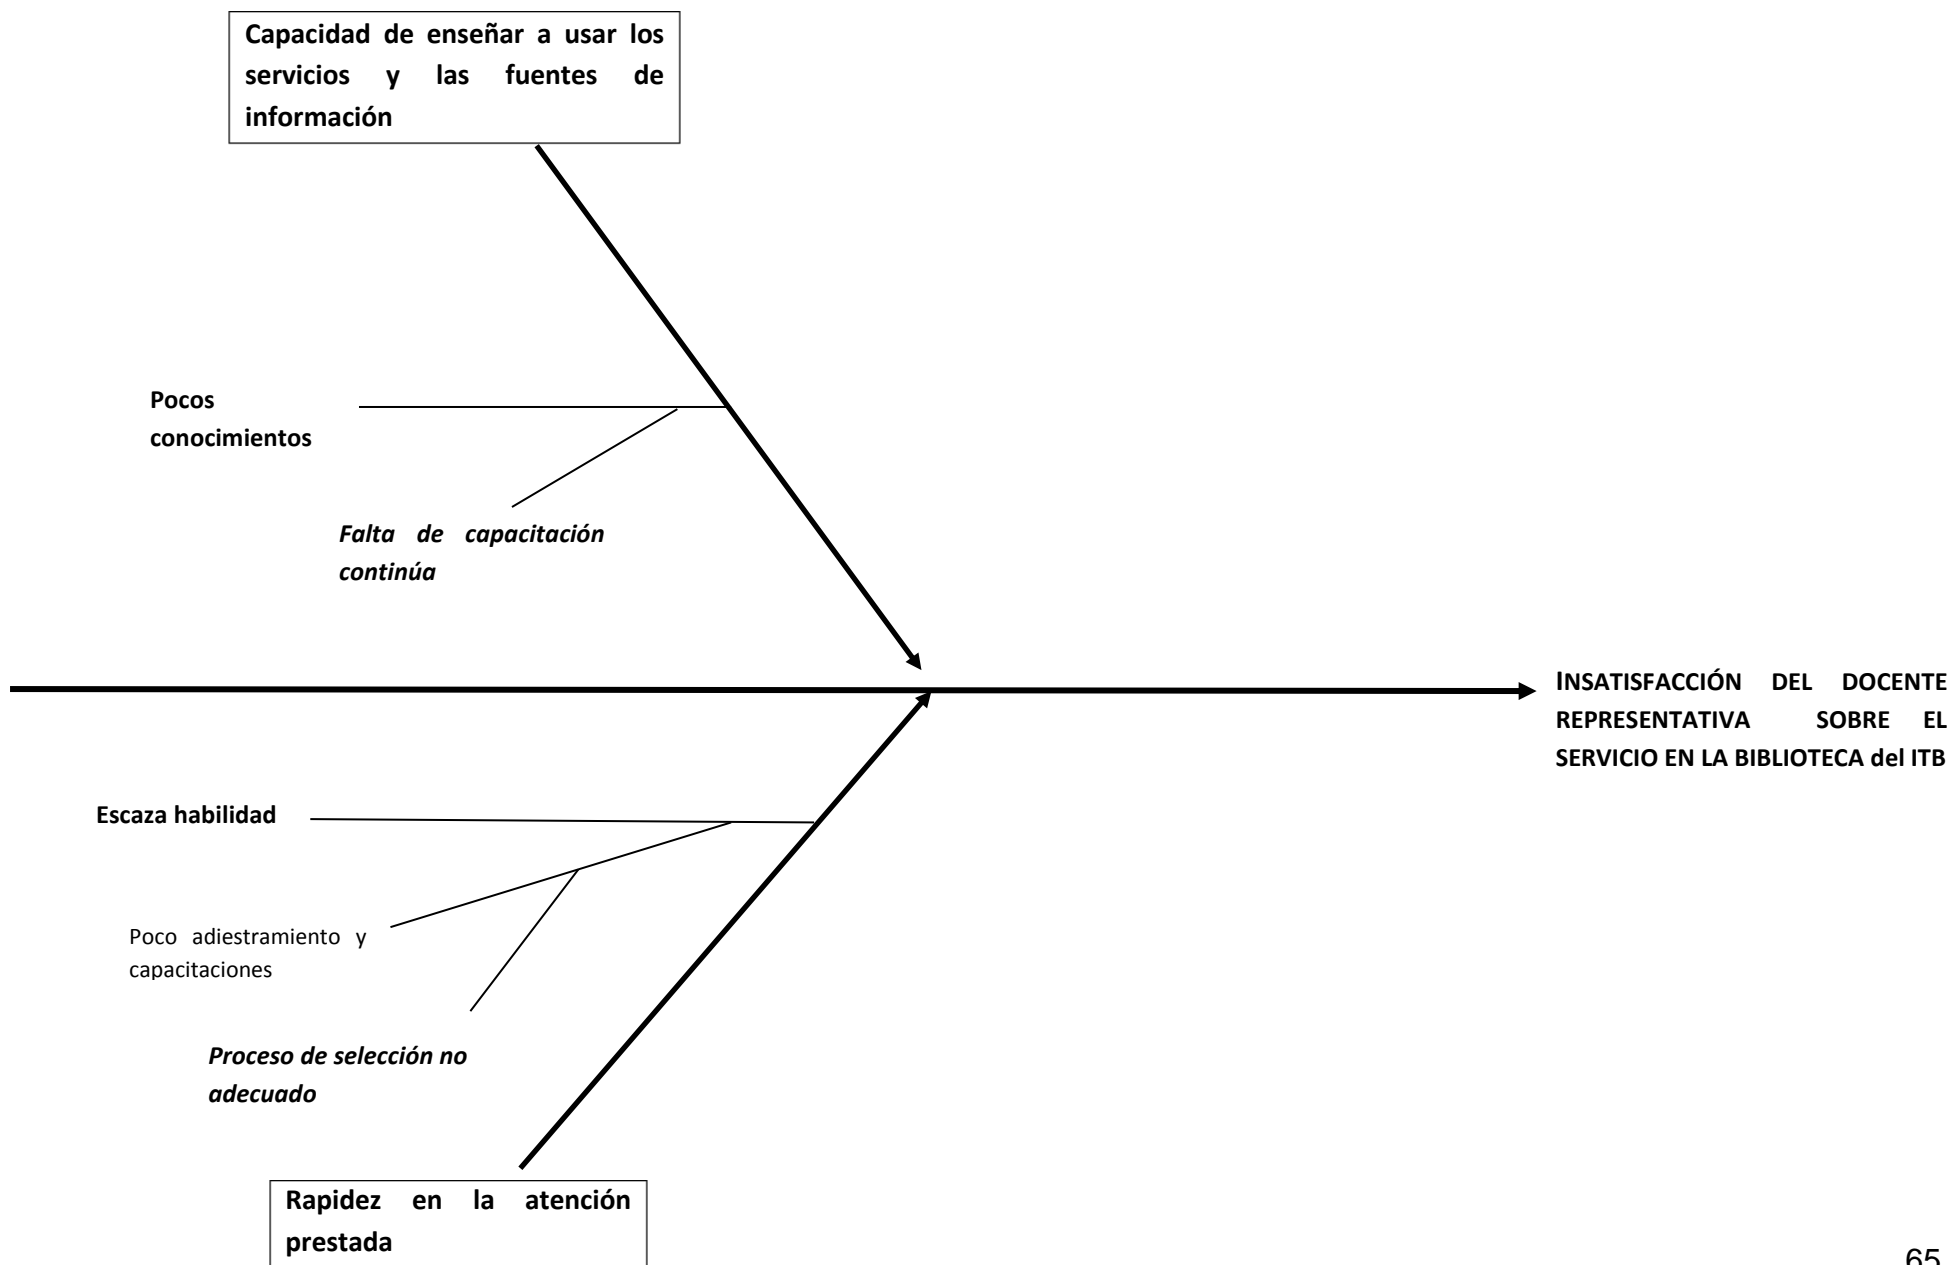 Capacidad de enseñar a usar los
servicios y las fuentes de
información
Pocos
conocimientos
Falta de capacitación
continúa
INSATISFACCIÓN DEL DOCENTE
REPRESENTATIVA SOBRE EL
SERVICIO EN LA BIBLIOTECA del ITB
Escaza habilidad
Poco adiestramiento y
capacitaciones
Proceso de selección no
adecuado
Rapidez en la atención
prestada
65